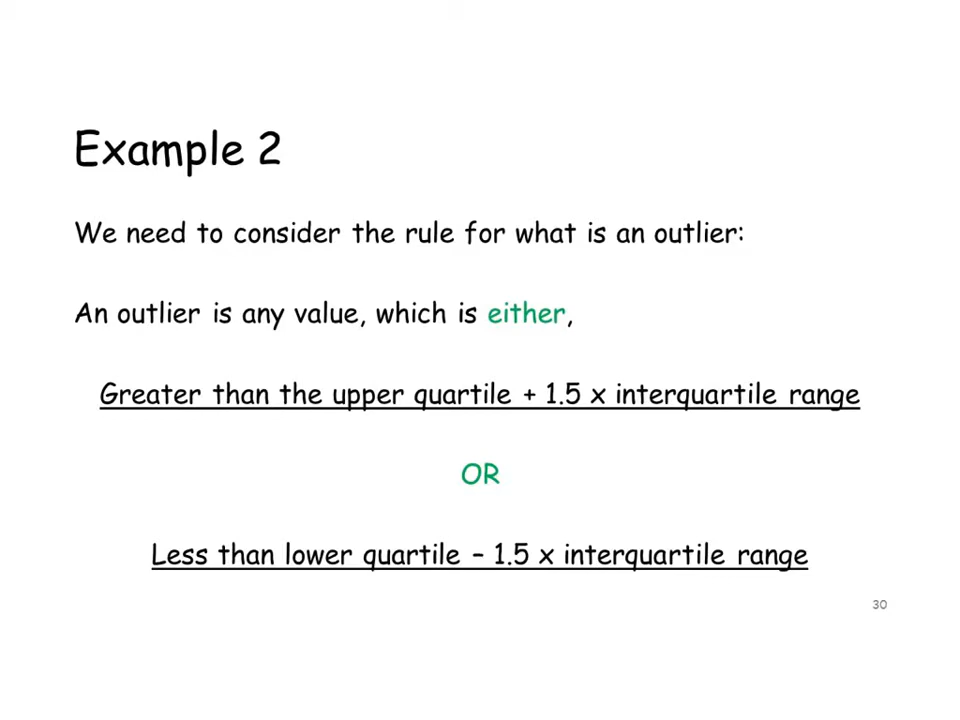 Example 2
We need to consider the rule for what is an outlier:
An outlier is any value, which is either,
Greater than the upper quartile + 1.5 x interquartile range
OR
Less than lower quartile – 1.5 x interquartile range
30